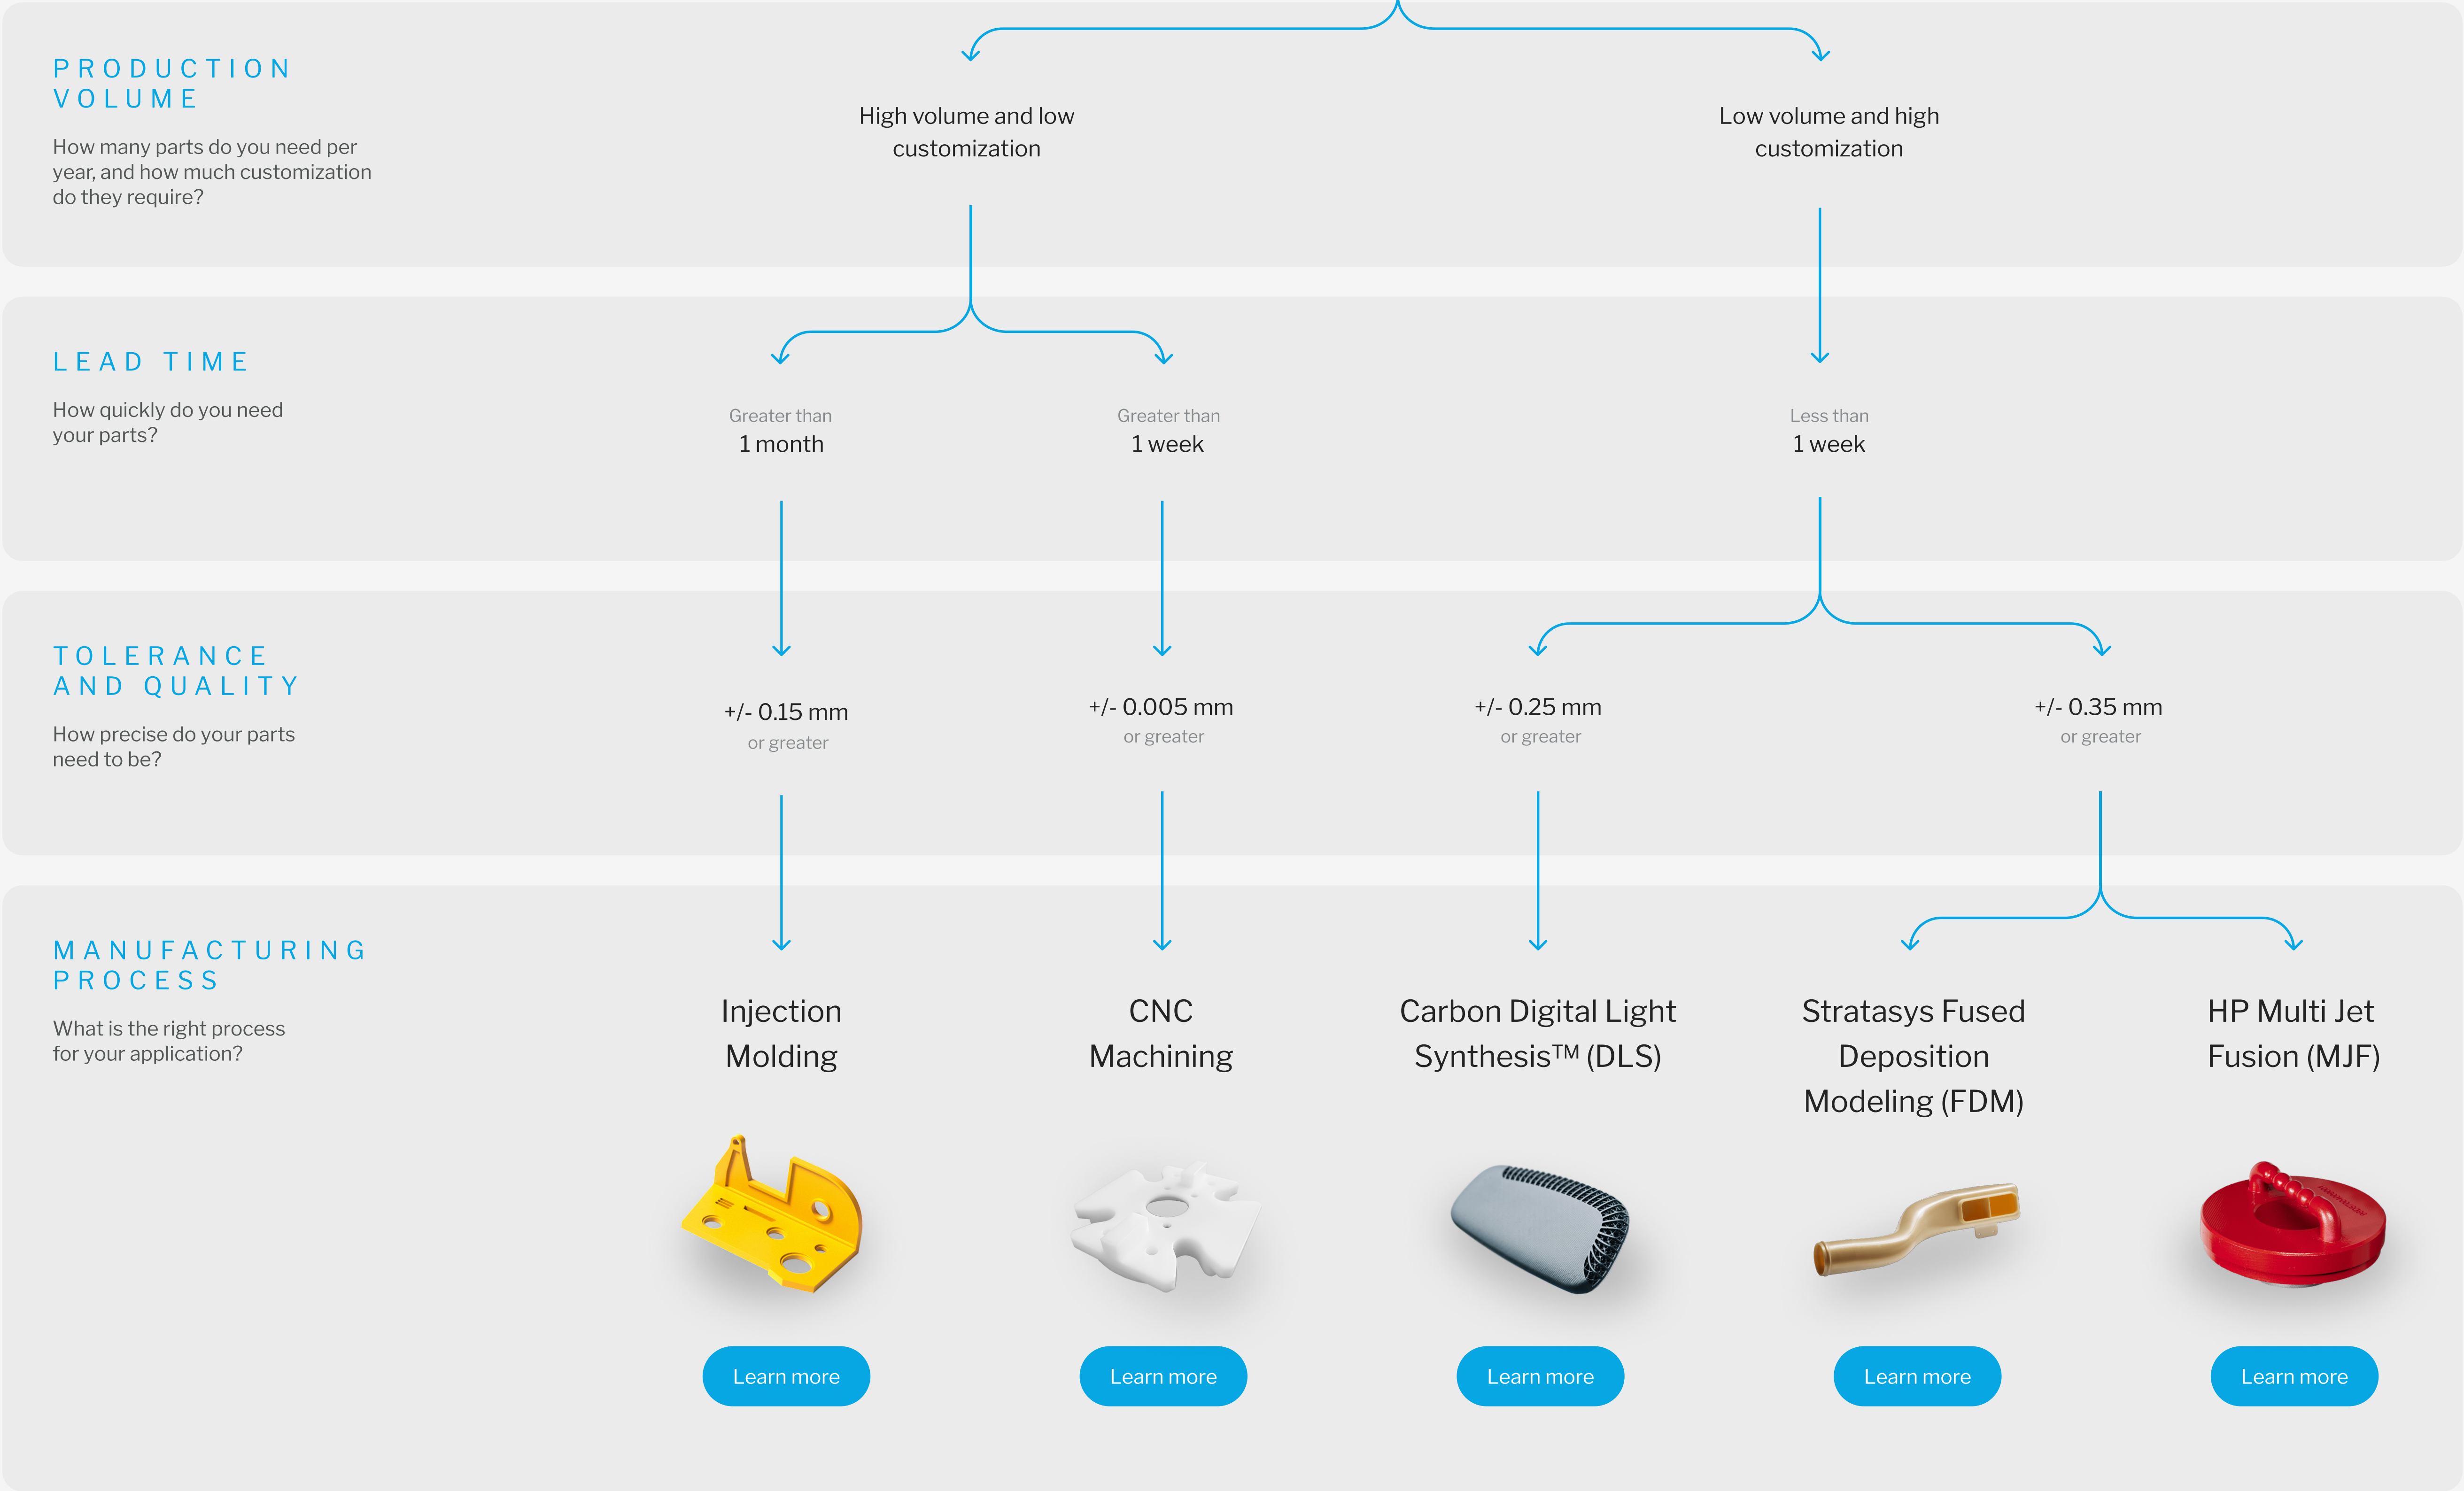 PRODUCTION
VOLUME
How many parts do you need per
year, and how much customization
do they require?
High volume and low
customization
Low volume and high
customization
LEAD TIME
How quickly do you need
your parts?
Greater than
1 month
Greater than
1 week
Less than
1 week
TOLERANCE
AND QUALITY
How precise do your parts
need to be?
+/- 0.15 mm
or greater
+/- 0.005 mm
or greater
+/- 0.25 mm
or greater
+/- 0.35 mm
or greater
MANUFACTURING
PROCESS
What is the right process
for your application?
Injection
Molding
CNC
Machining
Carbon Digital Light
Synthesis™ (DLS)
Stratasys Fused
Deposition
Modeling (FDM)
HP Multi Jet
Fusion (MJF)
Learn more
Learn more
Learn more
Learn more
Learn more